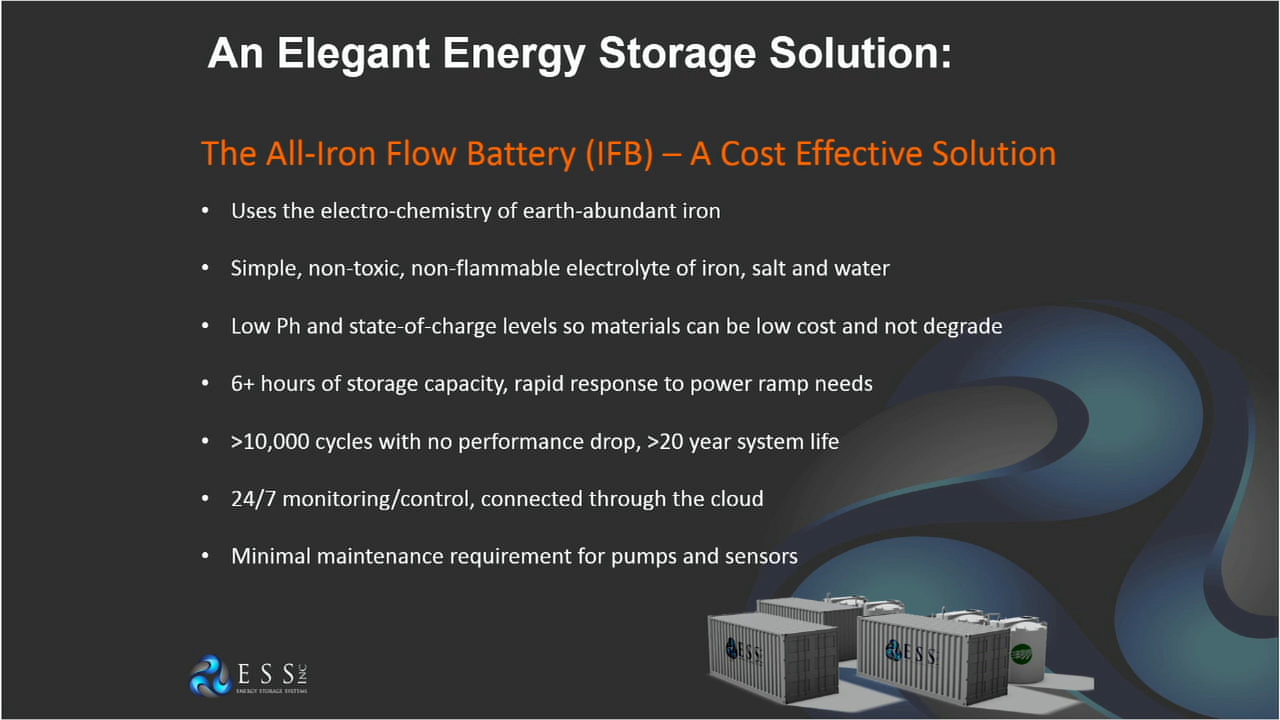 An Elegant Energy Storage Solution:
The All-Iron Flow Battery (IFB) – A Cost Effective Solution
• Uses the electro-chemistry of earth-abundant iron
• Simple, non-toxic, non-flammable electrolyte of iron, salt and water
• Low Ph and state-of-charge levels so materials can be low cost and not degrade
• 6+ hours of storage capacity, rapid response to power ramp needs
• >10,000 cycles with no performance drop, >20 year system life
• 24/7 monitoring/control, connected through the cloud
• Minimal maintenance requirement for pumps and sensors
ESS INC
ENERGY STORAGE SYSTEMS
ESS
ESS